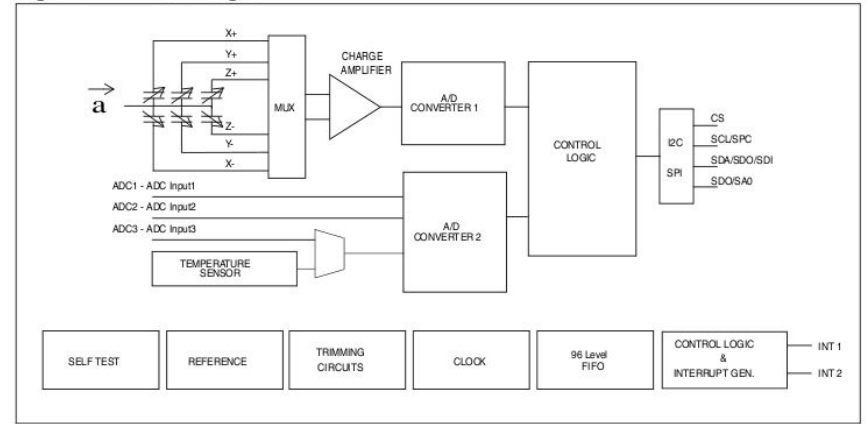 X+
Y+
Z+
Z-
Y-
X-
a
MUX
CHARGE
AMPLIFIER
A/D
CONVERTER 1
CONTROL
LOGIC
I2C
SPI
CS
SCL/SPC
SDA/SDO/SDI
SDO/SA0
ADC1 - ADC Input1
ADC2 - ADC Input2
ADC3 - ADC Input3
TEMPERATURE
SENSOR
A/D
CONVERTER 2
SELF TEST
REFERENCE
TRIMMING
CIRCUITS
CLOCK
96 Level
FIFO
CONTROL LOGIC
&
INTERRUPT GEN.
INT 1
INT 2